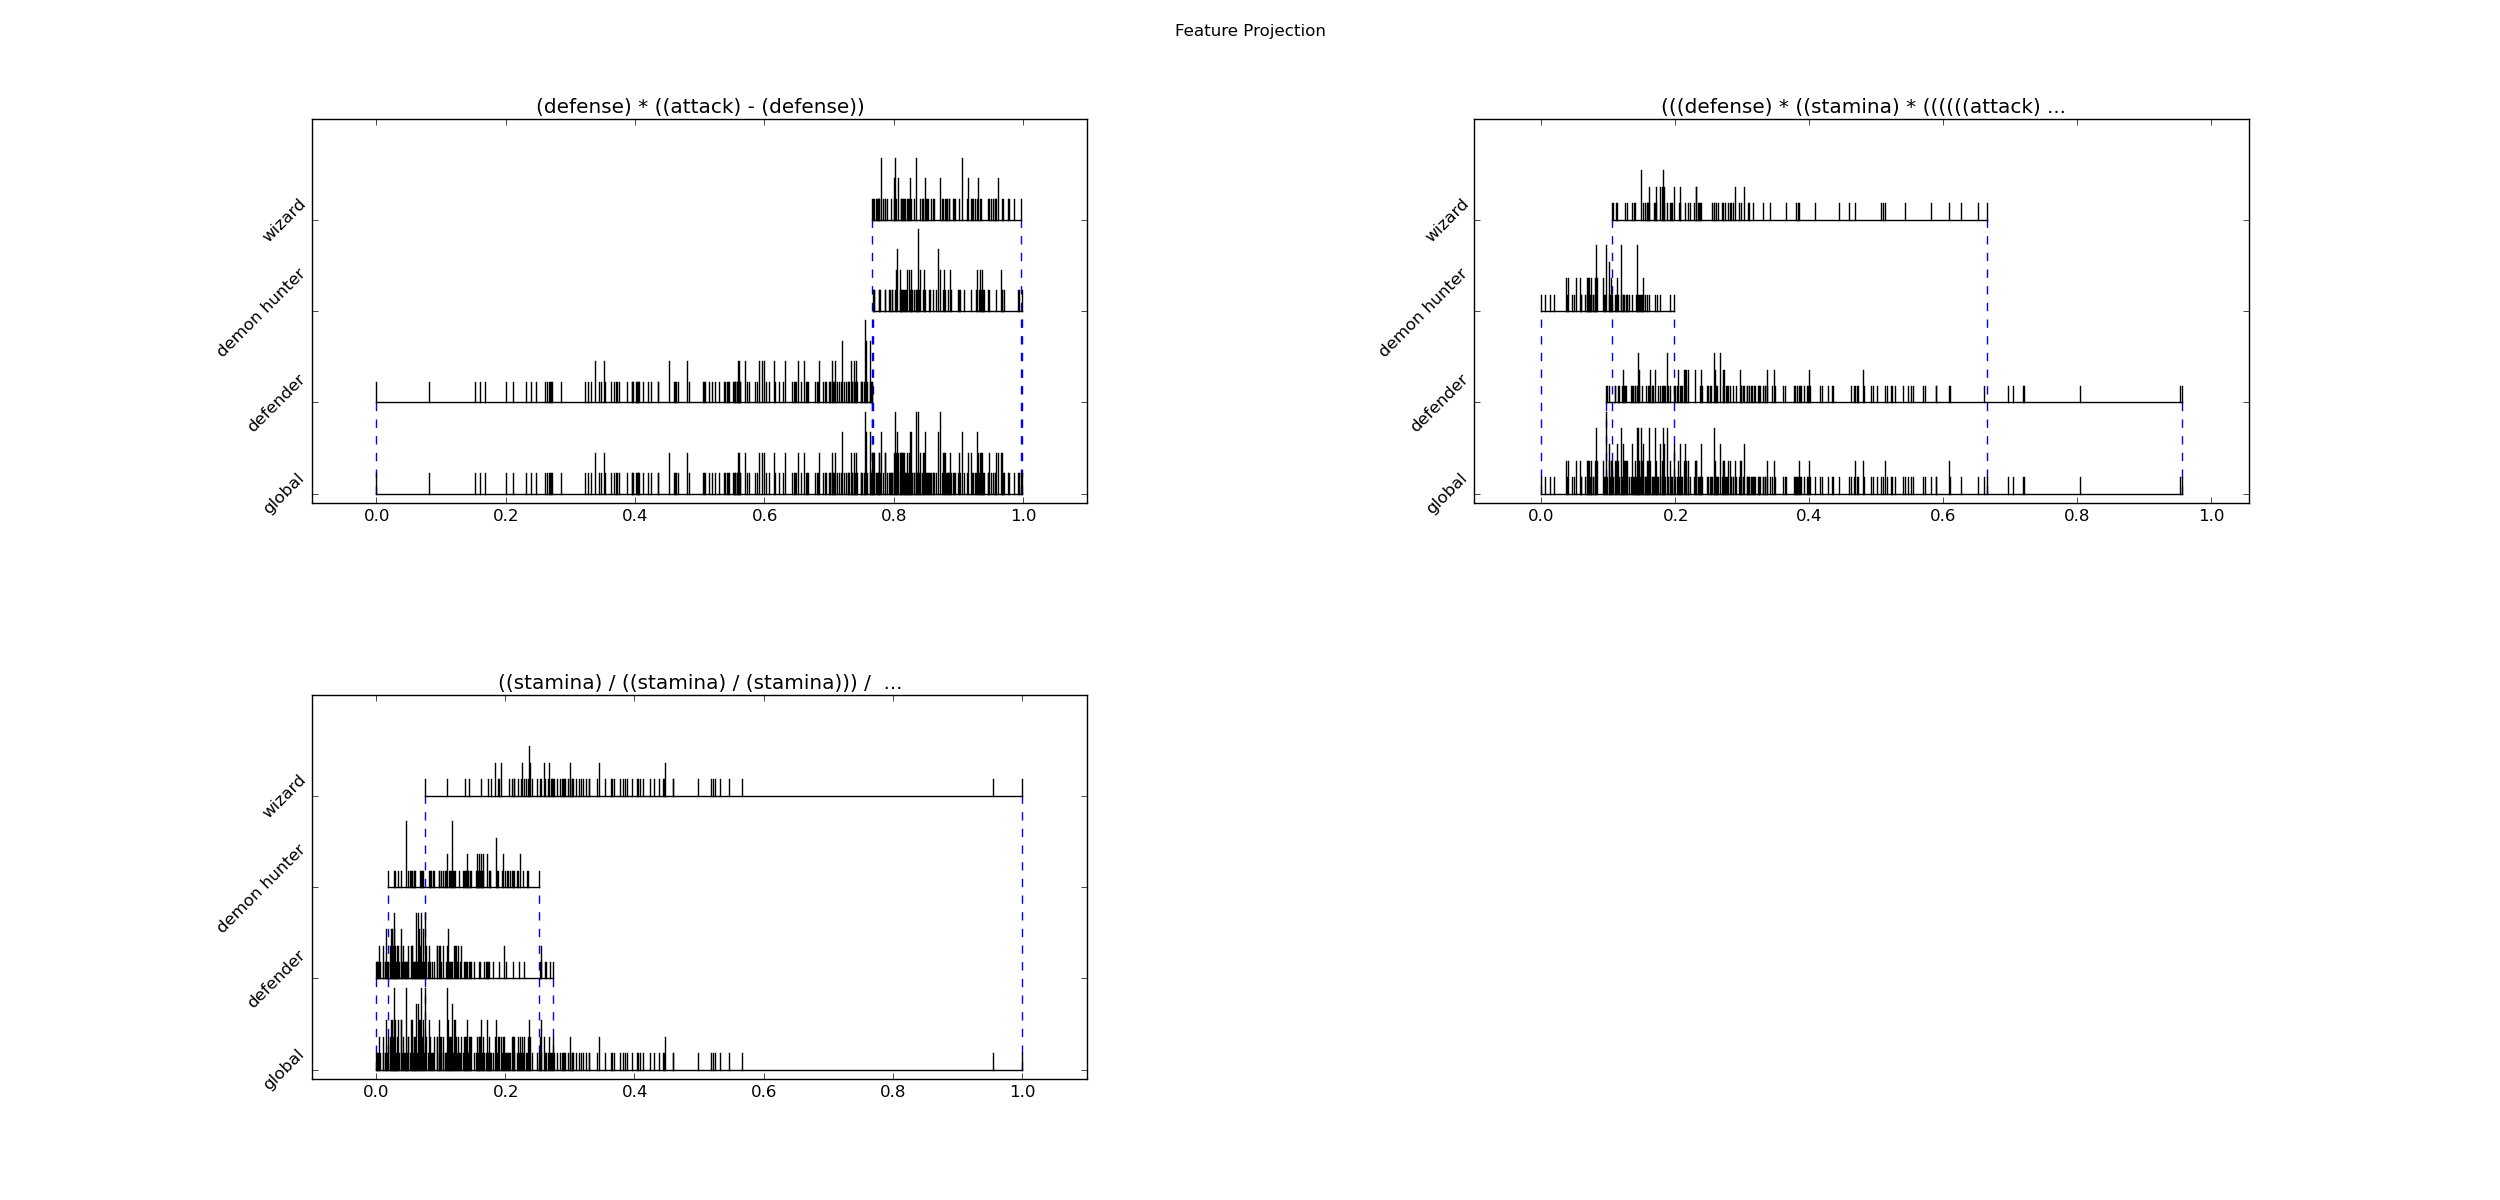 Feature Projection
(defense) * ((attack) - (defense))
wizard
demon hunter
defender
global
0.0 0.2 0.4 0.6 0.8 1.0
(((defense) * ((stamina) * ((((((attack) ...
wizard
demon hunter
defender
global
0.0 0.2 0.4 0.6 0.8 1.0
((stamina) / ((stamina) / (stamina))) /  ...
wizard
demon hunter
defender
global
0.0 0.2 0.4 0.6 0.8 1.0